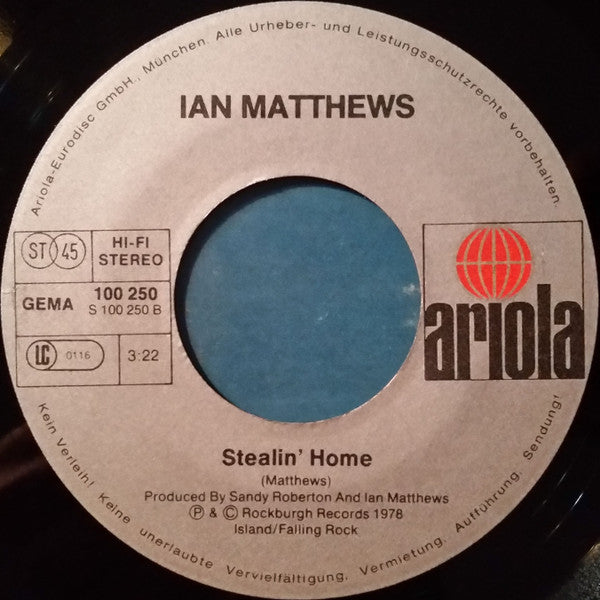 Ariola-Eurodisc GmbH., München. Alle Urheber- und Leistungsschutzrechte vorbehalten.
IAN MATTHEWS
ST 45
HI-FI
STEREO
GEMA
100 250
S 100 250 B
LC 0116
3:22
ariola
Stealin' Home
(Matthews)
Produced By Sandy Roberton And Ian Matthews
Ⓟ & © Rockburgh Records 1978
Island/Falling Rock
Kein Verleih! Keine unerlaubte Vervielfältigung, Vermietung, Aufführung, Sendung!